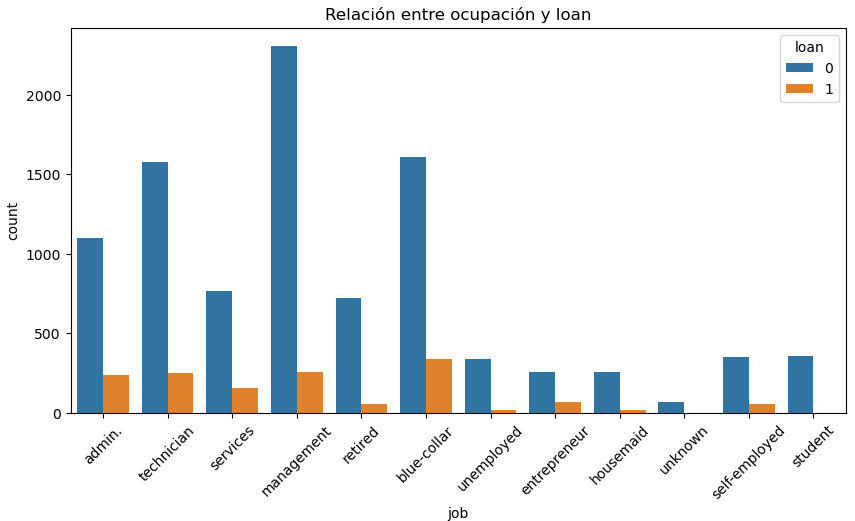 Relación entre ocupación y loan
loan
0
1
count
2000
1500
1000
500
0
admin.
technician
services
management
retired
blue-collar
unemployed
entrepreneur
housemaid
unknown
self-employed
student
job